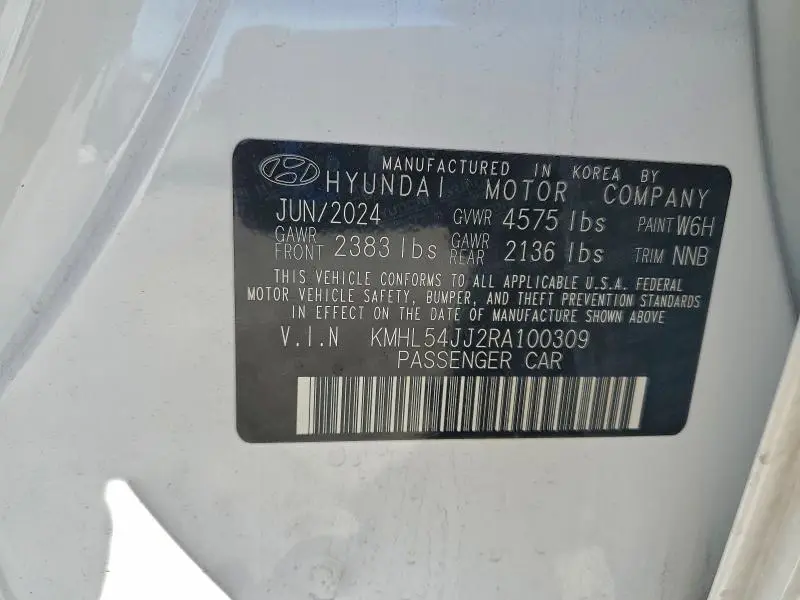 MANUFACTURED IN KOREA BY
HYUNDAI MOTOR COMPANY
JUN/2024 GVWR 4575 lbs PAINT W6H
GAWR FRONT 2383 lbs GAWR REAR 2136 lbs TRIM NNB
THIS VEHICLE CONFORMS TO ALL APPLICABLE U.S.A. FEDERAL
MOTOR VEHICLE SAFETY, BUMPER, AND THEFT PREVENTION STANDARDS
IN EFFECT ON THE DATE OF MANUFACTURE SHOWN ABOVE
V.I.N KMHL54JJ2RA100309
PASSENGER CAR